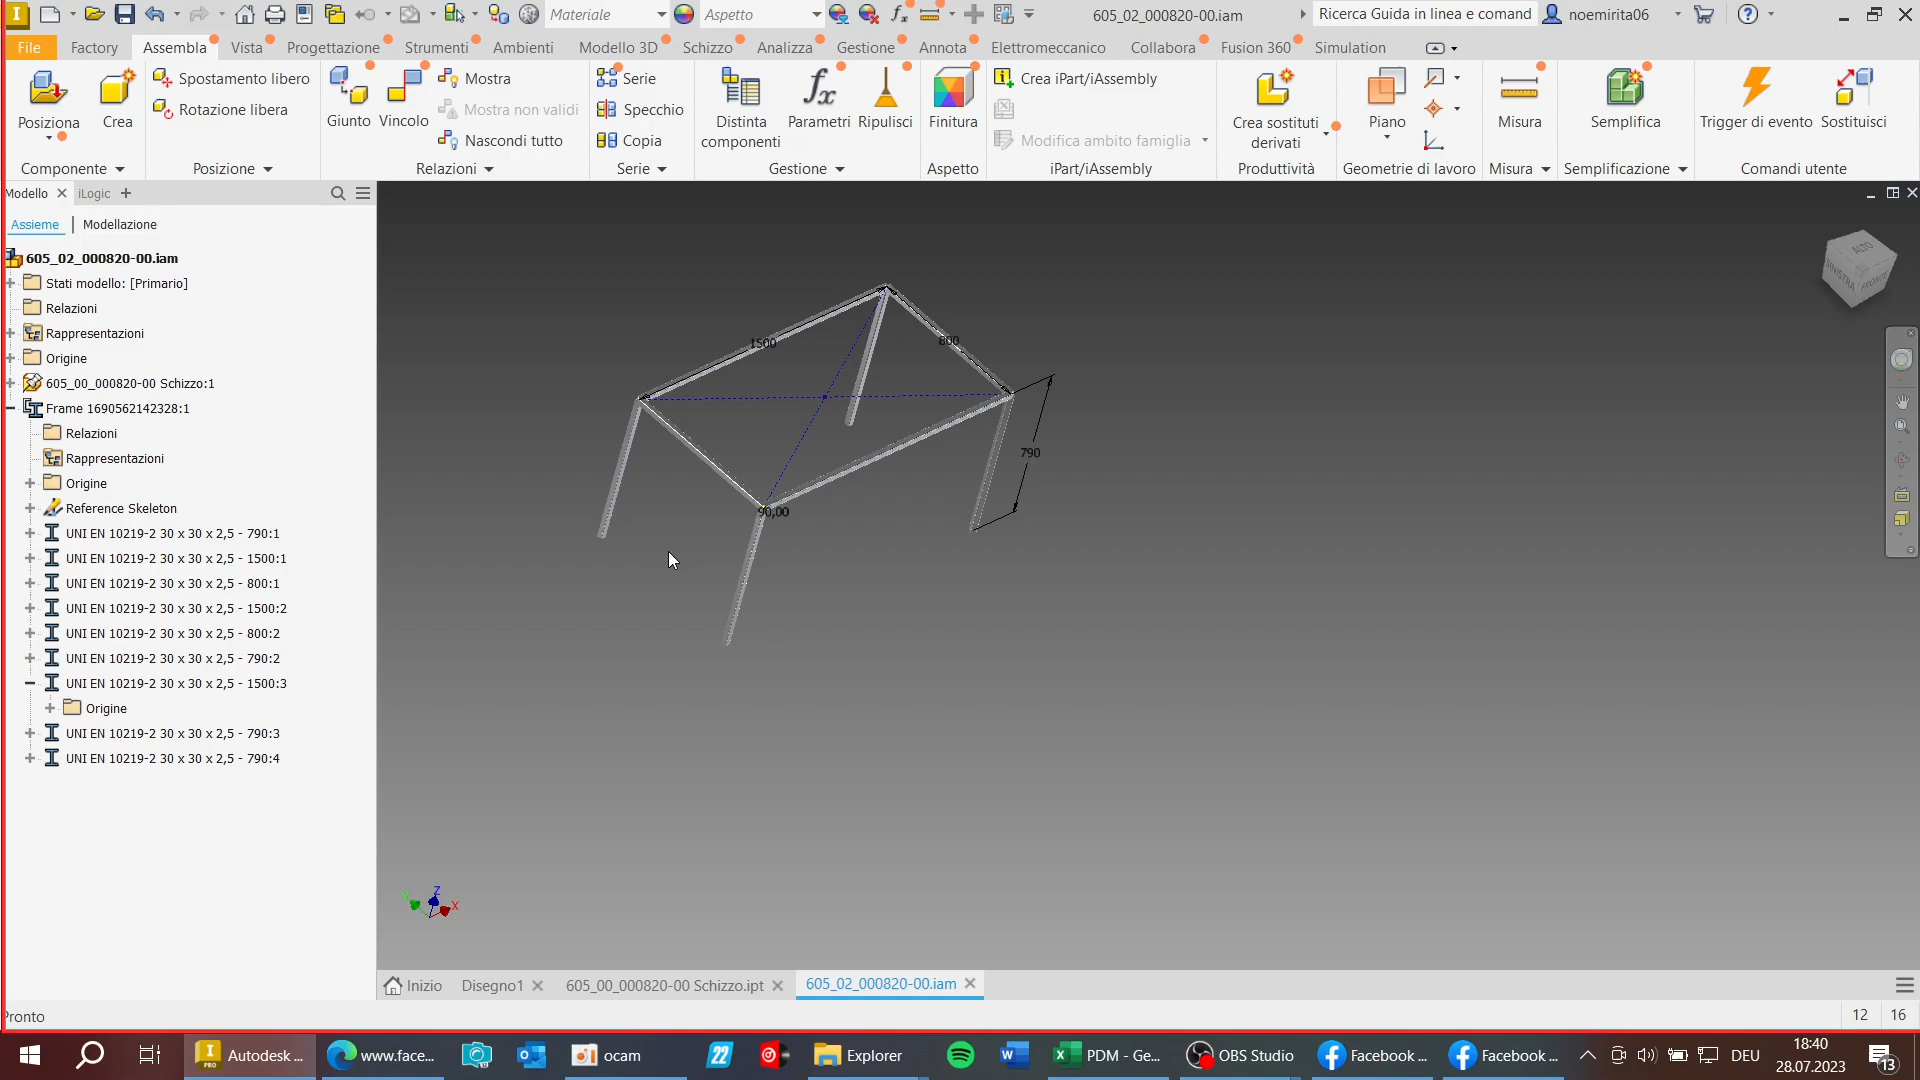 Materiale
Aspetto
605_02_000820-00.iam
Ricerca Guida in linea e comand
noemirita06
File
Factory
Assembla
Vista
Progettazione
Strumenti
Ambienti
Modello 3D
Schizzo
Analizza
Gestione
Annota
Elettromeccanico
Collabora
Fusion 360
Simulation
Posiziona
Crea
Spostamento libero
Rotazione libera
Giunto
Vincolo
Mostra
Mostra non validi
Nascondi tutto
Serie
Specchio
Copia
Distinta
componenti
Parametri
Ripulisci
Finitura
Crea iPart/iAssembly
Modifica ambito famiglia
Crea sostituti
derivati
Piano
Misura
Semplifica
Trigger di evento
Sostituisci
Componente
Posizione
Relazioni
Serie
Gestione
Aspetto
iPart/iAssembly
Produttività
Geometrie di lavoro
Misura
Semplificazione
Comandi utente
Modello
iLogic
Assieme
Modellazione
605_02_000820-00.iam
Stati modello: [Primario]
Relazioni
Rappresentazioni
Origine
605_00_000820-00 Schizzo:1
Frame 1690562142328:1
Relazioni
Rappresentazioni
Origine
Reference Skeleton
UNI EN 10219-2 30 x 30 x 2,5 - 790:1
UNI EN 10219-2 30 x 30 x 2,5 - 1500:1
UNI EN 10219-2 30 x 30 x 2,5 - 800:1
UNI EN 10219-2 30 x 30 x 2,5 - 1500:2
UNI EN 10219-2 30 x 30 x 2,5 - 800:2
UNI EN 10219-2 30 x 30 x 2,5 - 790:2
UNI EN 10219-2 30 x 30 x 2,5 - 1500:3
Origine
UNI EN 10219-2 30 x 30 x 2,5 - 790:3
UNI EN 10219-2 30 x 30 x 2,5 - 790:4
1500
800
790
90,00
ALTO
SINISTRA
FRONTE
Z
X
Y
Inizio
Disegno1
605_00_000820-00 Schizzo.ipt
605_02_000820-00.iam
Pronto
12
16
Autodesk ...
www.face...
ocam
22
Explorer
PDM - Ge...
OBS Studio
Facebook ...
Facebook ...
DEU
18:40
28.07.2023
13